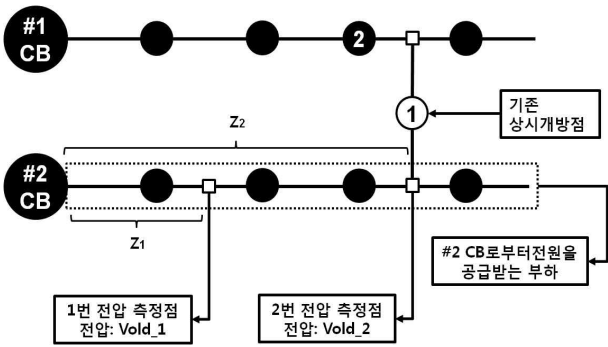 #1
CB
2
1
기존
상시개방점
Z2
#2
CB
Z1
#2 CB로부터전원을
공급받는 부하
1번 전압 측정점
전압: Vold_1
2번 전압 측정점
전압: Vold_2